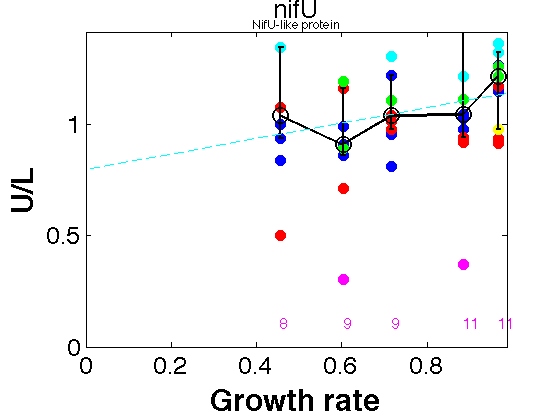 nifU
NifU-like protein
U/L
1
0.5
0
8 9 9 11 11
0 0.2 0.4 0.6 0.8
Growth rate